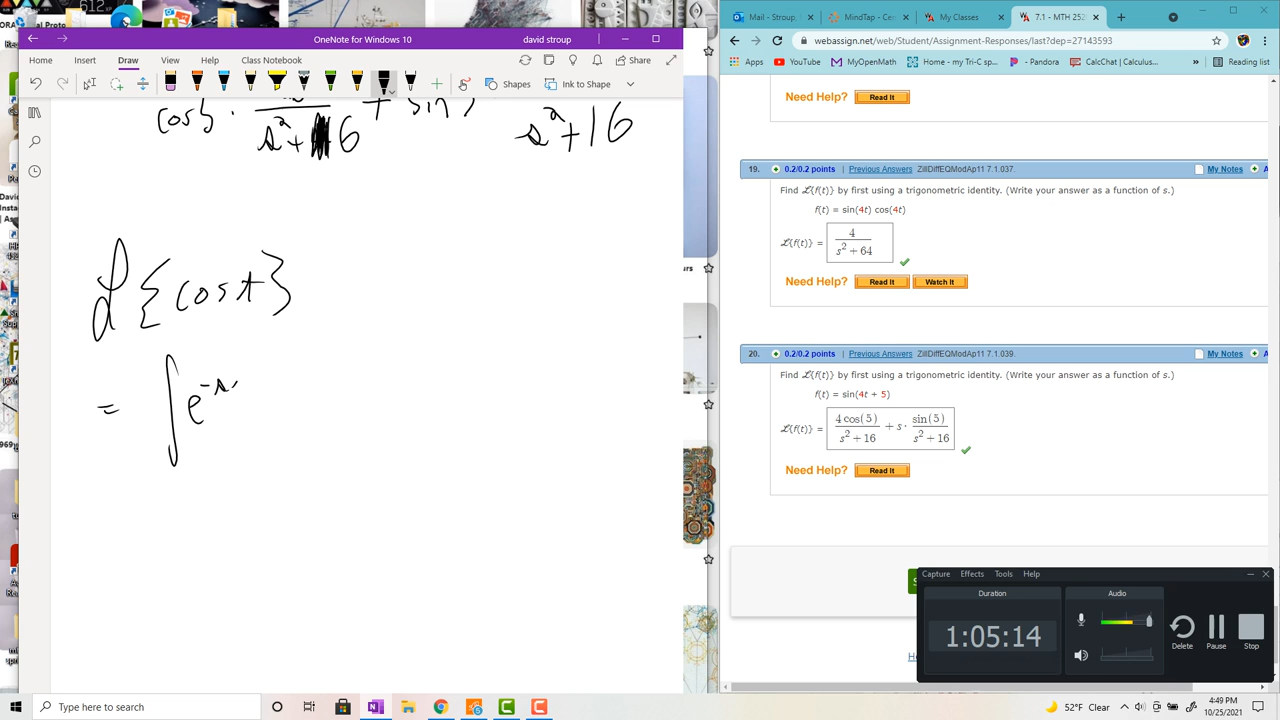 OneNote for Windows 10
david stroup
Home Insert Draw View Help Class Notebook Share
Shapes Ink to Shape
cos5 ·
s²+16
+ sin5
s²+16
ℒ{cost}
= ∫e^-s
Mail - Stroup,
MindTap - Cen
My Classes
7.1 - MTH 252
webassign.net/web/Student/Assignment-Responses/last?dep=27143593
Apps YouTube Home - my Tri-C sp Pandora CalcChat | Calculus... Reading list
Need Help? Read It
19. 0.2/0.2 points | Previous Answers ZillDiffEQModAp11 7.1.037. My Notes
Find ℒ{f(t)} by first using a trigonometric identity. (Write your answer as a function of s.)
f(t) = sin(4t) cos(4t)
ℒ{f(t)} = 4 / (s² + 64)
Need Help? Read It Watch It
20. 0.2/0.2 points | Previous Answers ZillDiffEQModAp11 7.1.039. My Notes
Find ℒ{f(t)} by first using a trigonometric identity. (Write your answer as a function of s.)
f(t) = sin(4t + 5)
ℒ{f(t)} = 4 cos(5) / (s² + 16) + s · sin(5) / (s² + 16)
Need Help? Read It
Capture Effects Tools Help
Duration Audio
1:05:14
Delete Pause Stop
Type here to search
52°F Clear
4:49 PM
10/25/2021